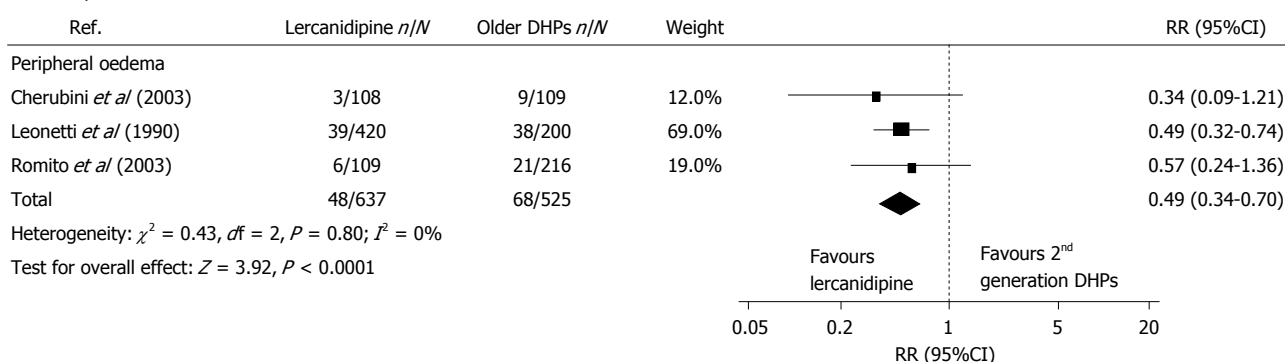 Ref. Lercanidipine n/N Older DHPs n/N Weight RR (95%CI)
Peripheral oedema
Cherubini et al (2003) 3/108 9/109 12.0% 0.34 (0.09-1.21)
Leonetti et al (1990) 39/420 38/200 69.0% 0.49 (0.32-0.74)
Romito et al (2003) 6/109 21/216 19.0% 0.57 (0.24-1.36)
Total 48/637 68/525 0.49 (0.34-0.70)
Heterogeneity: χ² = 0.43, df = 2, P = 0.80; I² = 0%
Test for overall effect: Z = 3.92, P < 0.0001
Favours lercanidipine
Favours 2nd generation DHPs
0.05 0.2 1 5 20
RR (95%CI)